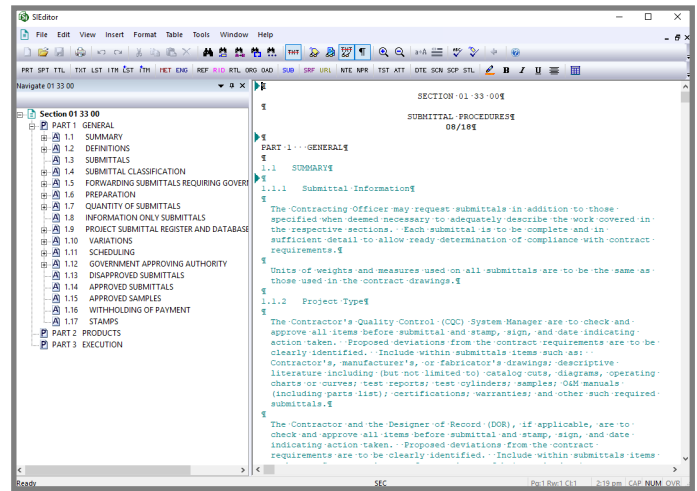 SIEditor
File Edit View Insert Format Table Tools Window Help
PRT SPT TTL TXT LST ITM LST ITM MET ENG REF RID RTL ORG OAD SUB SRF URL NTE NPR TST ATT DTE SCN SCP STL B I U
Navigate 01 33 00
Section 01 33 00
PART 1 GENERAL
1.1 SUMMARY
1.2 DEFINITIONS
1.3 SUBMITTALS
1.4 SUBMITTAL CLASSIFICATION
1.5 FORWARDING SUBMITTALS REQUIRING GOVERN
1.6 PREPARATION
1.7 QUANTITY OF SUBMITTALS
1.8 INFORMATION ONLY SUBMITTALS
1.9 PROJECT SUBMITTAL REGISTER AND DATABASE
1.10 VARIATIONS
1.11 SCHEDULING
1.12 GOVERNMENT APPROVING AUTHORITY
1.13 DISAPPROVED SUBMITTALS
1.14 APPROVED SUBMITTALS
1.15 APPROVED SAMPLES
1.16 WITHHOLDING OF PAYMENT
1.17 STAMPS
PART 2 PRODUCTS
PART 3 EXECUTION
SECTION·01·33·00¶
¶
SUBMITTAL·PROCEDURES¶
08/18¶
¶
PART·1···GENERAL¶
¶
1.1 SUMMARY¶
¶
1.1.1 Submittal·Information¶
¶
The·Contracting·Officer·may·request·submittals·in·addition·to·those·
specified·when·deemed·necessary·to·adequately·describe·the·work·covered·in·
the·respective·sections.··Each·submittal·is·to·be·complete·and·in·
sufficient·detail·to·allow·ready·determination·of·compliance·with·contract·
requirements.¶
¶
Units·of·weights·and·measures·used·on·all·submittals·are·to·be·the·same·as·
those·used·in·the·contract·drawings.¶
¶
1.1.2 Project·Type¶
¶
The·Contractor's·Quality·Control·(CQC)·System·Manager·are·to·check·and·
approve·all·items·before·submittal·and·stamp,·sign,·and·date·indicating·
action·taken.··Proposed·deviations·from·the·contract·requirements·are·to·be·
clearly·identified.··Include·within·submittals·items·such·as:··
Contractor's,·manufacturer's,·or·fabricator's·drawings;·descriptive·
literature·including·(but·not·limited·to)·catalog·cuts,·diagrams,·operating·
charts·or·curves;·test·reports;·test·cylinders;·samples;·O&M·manuals·
(including·parts·list);·certifications;·warranties;·and·other·such·required·
submittals.¶
¶
The·Contractor·and·the·Designer·of·Record·(DOR),·if·applicable,·are·to·
check·and·approve·all·items·before·submittal·and·stamp,·sign,·and·date·
indicating·action·taken.··Proposed·deviations·from·the·contract·
requirements·are·to·be·clearly·identified.··Include·within·submittals·items·
Ready SEC Pg:1 Rw:1 Cl:1 2:19 pm CAP NUM OVR